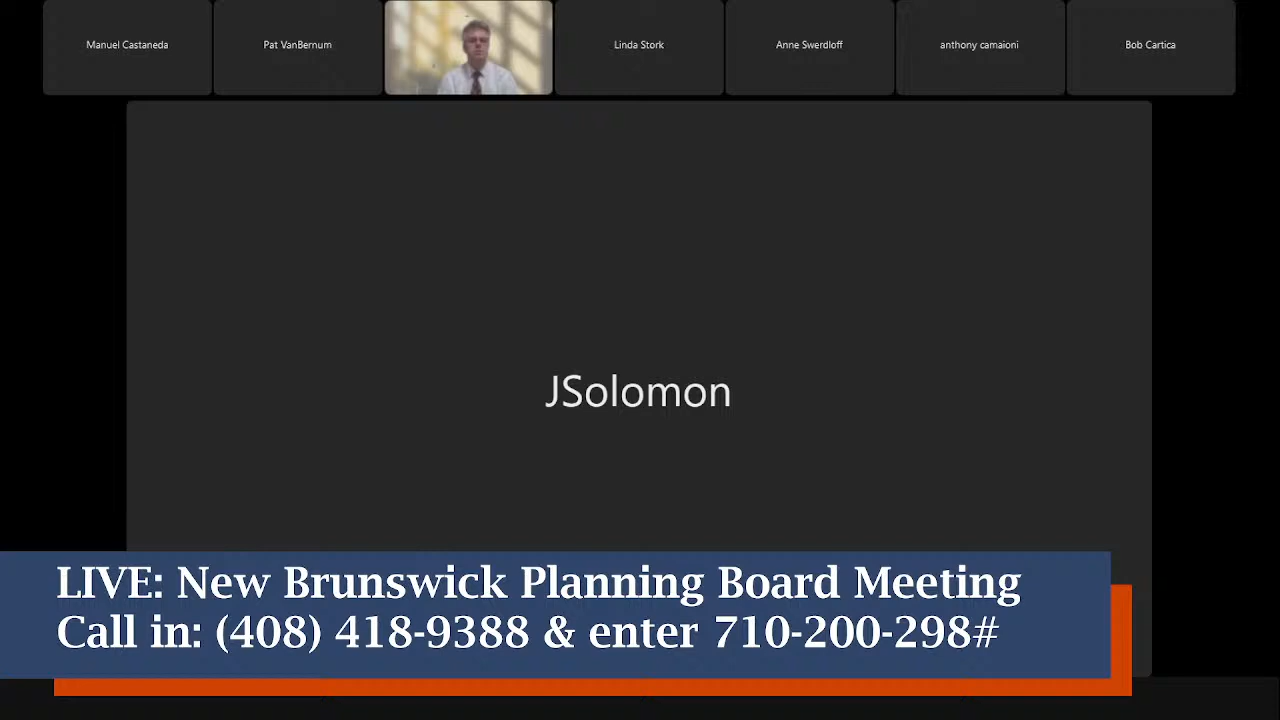 Manuel Castaneda
Pat VanBernum
Linda Stork
Anne Swerdloff
anthony camaioni
Bob Cartica
JSolomon
LIVE: New Brunswick Planning Board Meeting
Call in: (408) 418-9388 & enter 710-200-298#